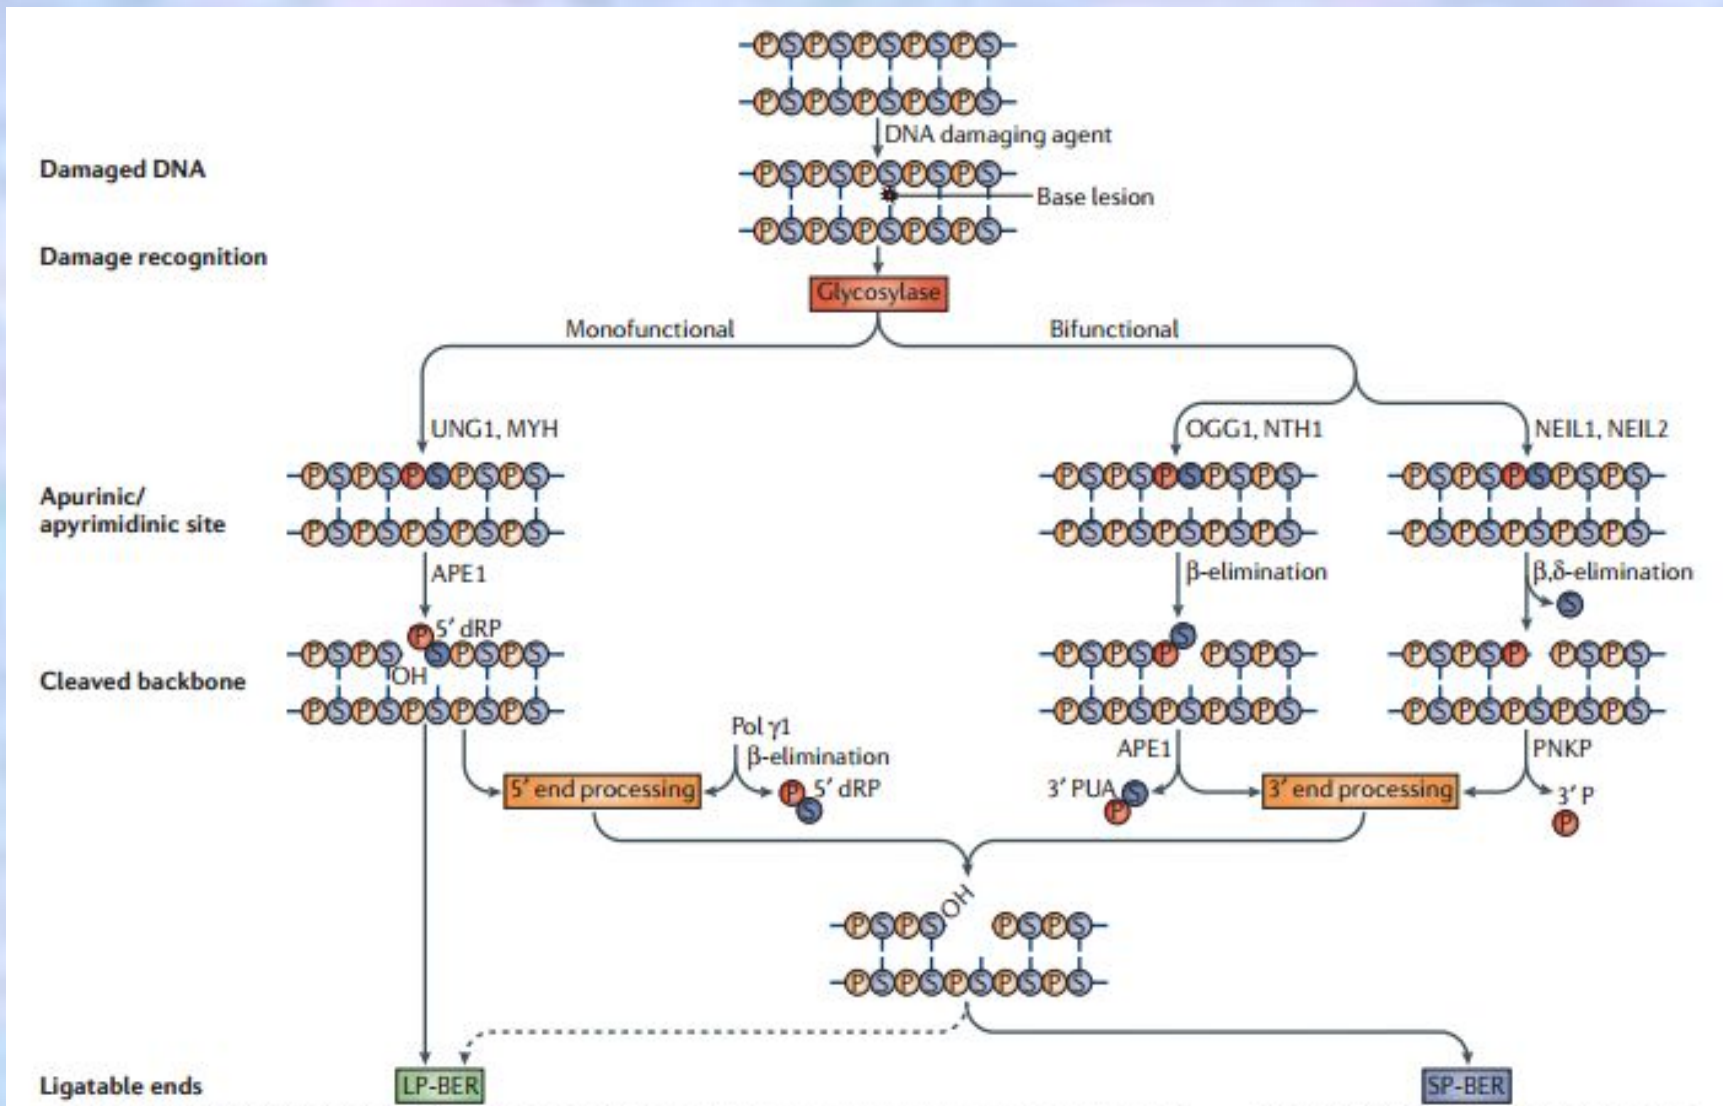 P S P S P S P S P S
P S P S P S P S P S
DNA damaging agent
Damaged DNA
P S P S P S P S P S
Base lesion
P S P S P S P S P S
Damage recognition
Glycosylase
Monofunctional
Bifunctional
UNG1, MYH
OGG1, NTH1
NEIL1, NEIL2
P S P S P S P S P S
P S P S P S P S P S
P S P S P S P S P S
Apurinic/
apyrimidinic site
P S P S P S P S P S
P S P S P S P S P S
P S P S P S P S P S
APE1
β-elimination
β,δ-elimination
S
P 5′ dRP
S
P S P S S P S P S
P S P S P P S P S
P S P S P P S P S
OH
Cleaved backbone
P S P S P S P S P S
P S P S P S P S P S
P S P S P S P S P S
Pol γ1
β-elimination
APE1
PNKP
5′ end processing
P S 5′ dRP
3′ PUA S P
3′ end processing
3′ P
P
OH
P S P S P S P S
P S P S P S P S P S
Ligatable ends
LP-BER
SP-BER